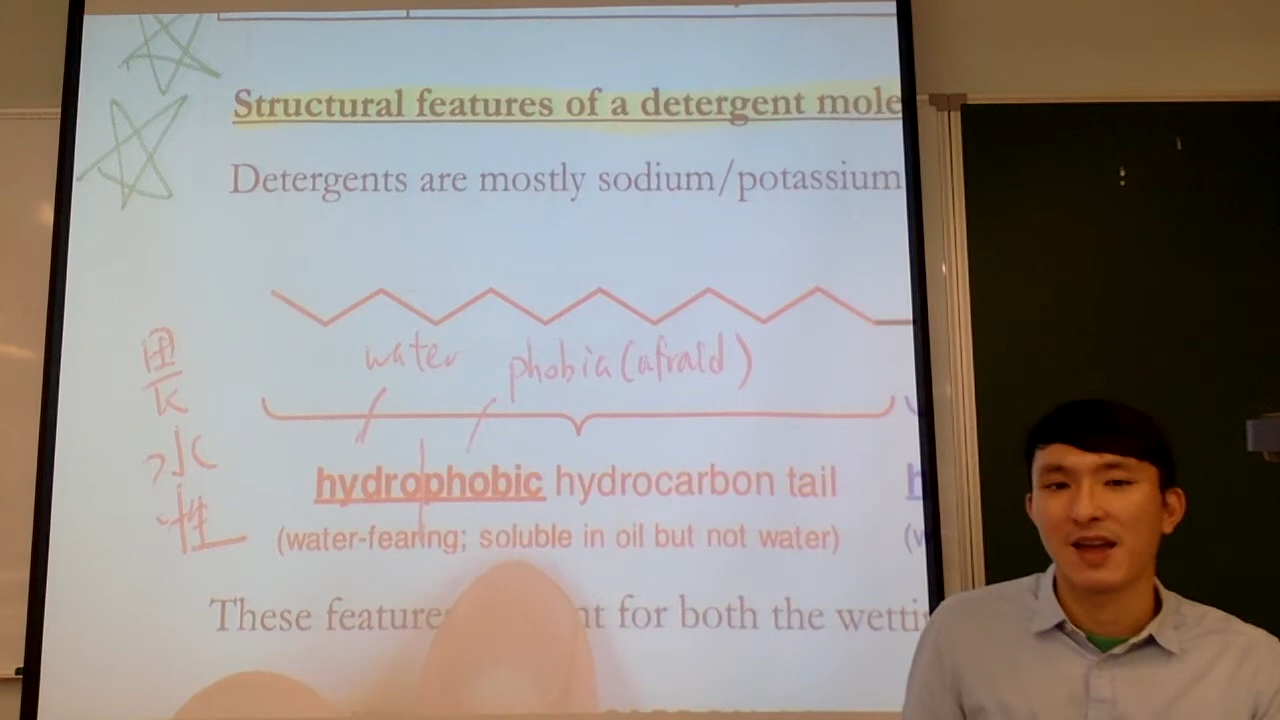 Structural features of a detergent mole
Detergents are mostly sodium/potassium
water phobia (afraid)
畏水性
hydrophobic hydrocarbon tail
(water-fearing; soluble in oil but not water)
These feature nt for both the wetti